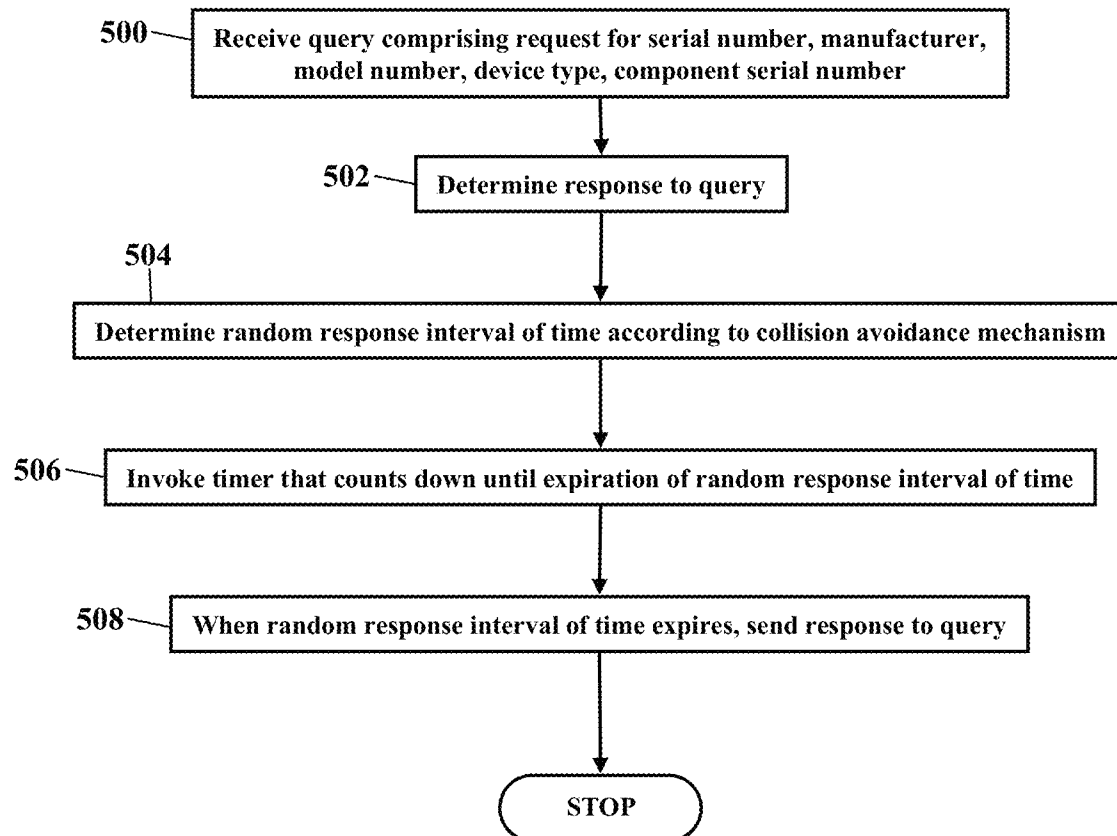 500
Receive query comprising request for serial number, manufacturer,
model number, device type, component serial number
502
Determine response to query
504
Determine random response interval of time according to collision avoidance mechanism
506
Invoke timer that counts down until expiration of random response interval of time
508
When random response interval of time expires, send response to query
STOP